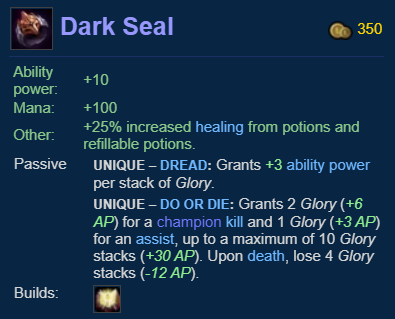 Dark Seal
350
Ability power: +10
Mana: +100
Other: +25% increased healing from potions and
refillable potions.
Passive UNIQUE – DREAD: Grants +3 ability power
per stack of Glory.
UNIQUE – DO OR DIE: Grants 2 Glory (+6
AP) for a champion kill and 1 Glory (+3 AP)
for an assist, up to a maximum of 10 Glory
stacks (+30 AP). Upon death, lose 4 Glory
stacks (-12 AP).
Builds: